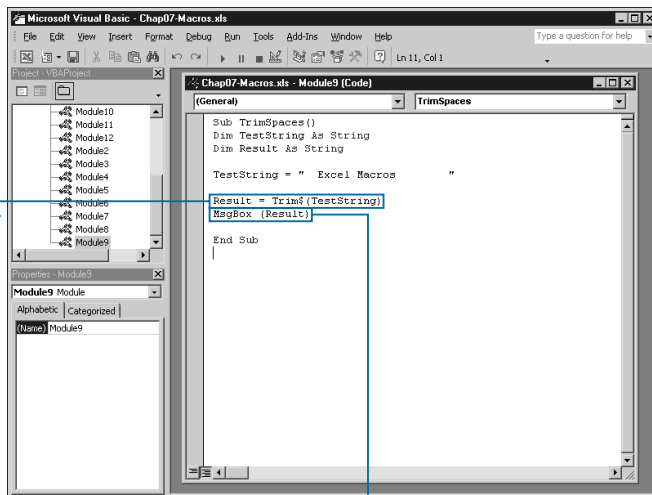 Microsoft Visual Basic - Chap07-Macros.xls
File Edit View Insert Format Debug Run Tools Add-Ins Window Help
Type a question for help
Ln 11, Col 1
Project - VBAProject
Module10
Module11
Module12
Module2
Module3
Module4
Module5
Module6
Module7
Module8
Module9
Properties - Module9
Module9 Module
Alphabetic Categorized
(Name) Module9
Chap07-Macros.xls - Module9 (Code)
(General) TrimSpaces
Sub TrimSpaces()
Dim TestString As String
Dim Result As String
TestString = "  Excel Macros        "
Result = Trim$(TestString)
MsgBox (Result)
End Sub